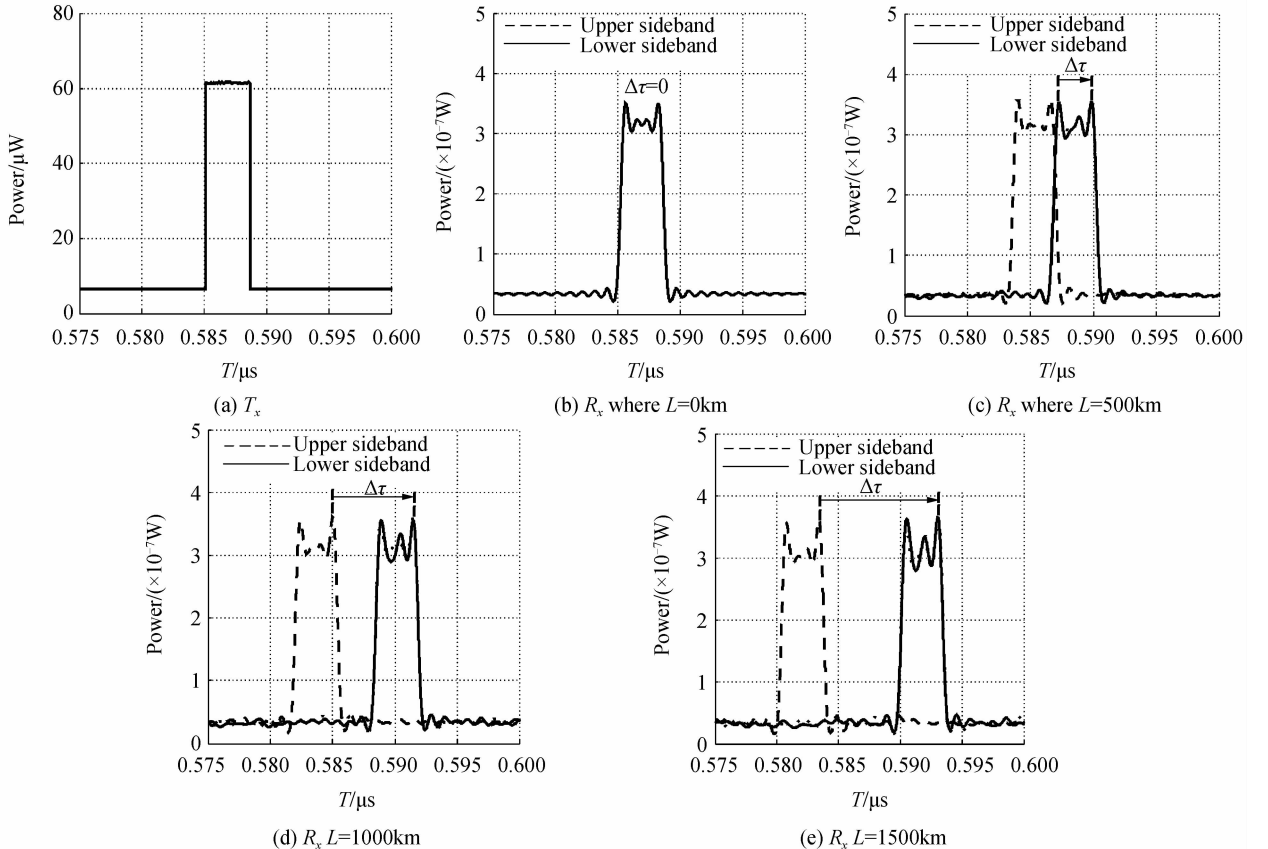 80
60
40
20
0
Power/μW
0.575 0.580 0.585 0.590 0.595 0.600
T/μs
(a) Tₓ
5
4
3
2
1
0
Power/(×10⁻⁷W)
Upper sideband
Lower sideband
Δτ=0
0.575 0.580 0.585 0.590 0.595 0.600
T/μs
(b) Rₓ where L=0km
5
4
3
2
1
0
Power/(×10⁻⁷W)
Upper sideband
Lower sideband
Δτ
0.575 0.580 0.585 0.590 0.595 0.600
T/μs
(c) Rₓ where L=500km
5
4
3
2
1
0
Power/(×10⁻⁷W)
Upper sideband
Lower sideband
Δτ
0.575 0.580 0.585 0.590 0.595 0.600
T/μs
(d) Rₓ L=1000km
5
4
3
2
1
0
Power/(×10⁻⁷W)
Upper sideband
Lower sideband
Δτ
0.575 0.580 0.585 0.590 0.595 0.600
T/μs
(e) Rₓ L=1500km